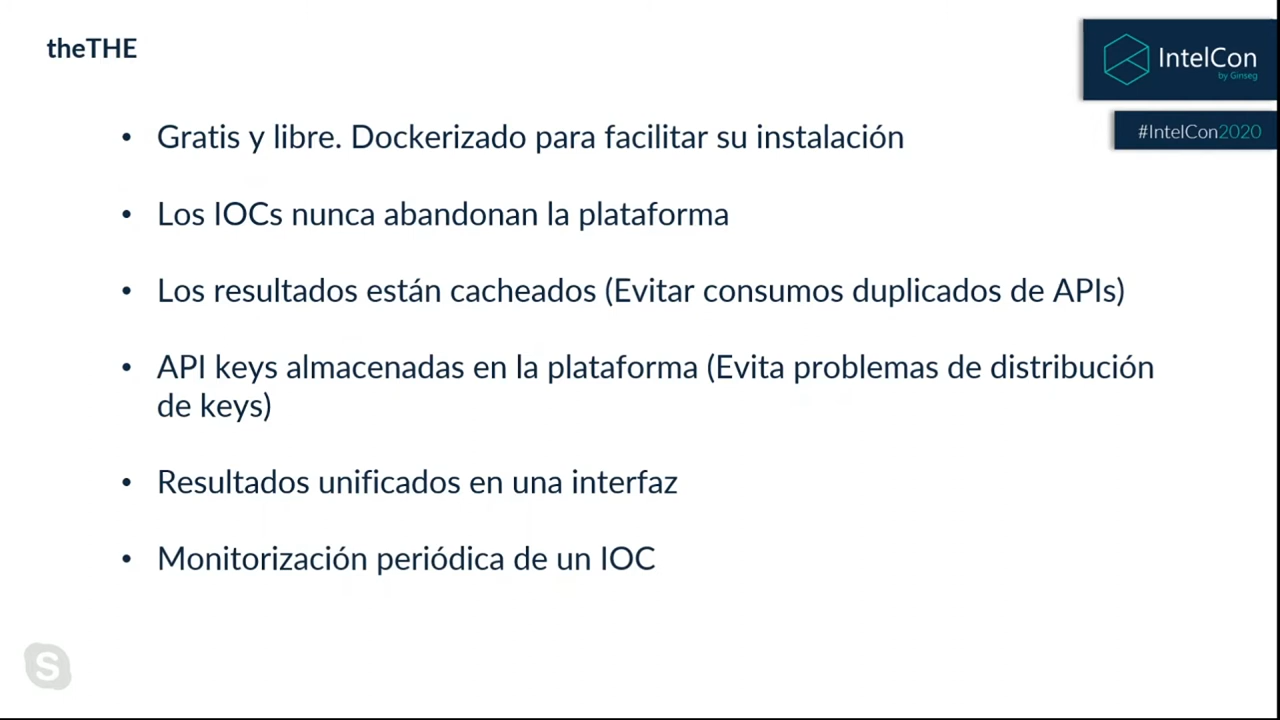 theTHE
IntelCon
by Ginseg
#IntelCon2020
• Gratis y libre. Dockerizado para facilitar su instalación
• Los IOCs nunca abandonan la plataforma
• Los resultados están cacheados (Evitar consumos duplicados de APIs)
• API keys almacenadas en la plataforma (Evita problemas de distribución
de keys)
• Resultados unificados en una interfaz
• Monitorización periódica de un IOC
S